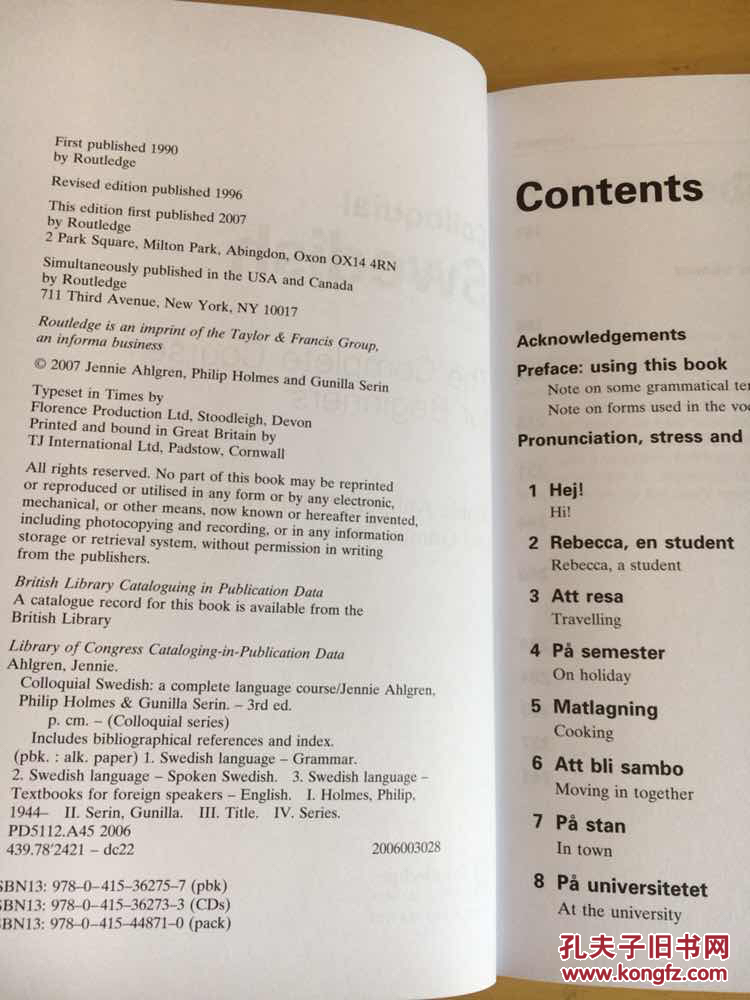 First published 1990
by Routledge
Revised edition published 1996
This edition first published 2007
by Routledge
2 Park Square, Milton Park, Abingdon, Oxon OX14 4RN
Simultaneously published in the USA and Canada
by Routledge
711 Third Avenue, New York, NY 10017
Routledge is an imprint of the Taylor & Francis Group,
an informa business
© 2007 Jennie Ahlgren, Philip Holmes and Gunilla Serin
Typeset in Times by
Florence Production Ltd, Stoodleigh, Devon
Printed and bound in Great Britain by
TJ International Ltd, Padstow, Cornwall
All rights reserved. No part of this book may be reprinted
or reproduced or utilised in any form or by any electronic,
mechanical, or other means, now known or hereafter invented,
including photocopying and recording, or in any information
storage or retrieval system, without permission in writing
from the publishers.
British Library Cataloguing in Publication Data
A catalogue record for this book is available from the
British Library
Library of Congress Cataloging-in-Publication Data
Ahlgren, Jennie.
Colloquial Swedish: a complete language course/Jennie Ahlgren,
Philip Holmes & Gunilla Serin. – 3rd ed.
p. cm. – (Colloquial series)
Includes bibliographical references and index.
(pbk. : alk. paper) 1. Swedish language – Grammar.
2. Swedish language – Spoken Swedish. 3. Swedish language –
Textbooks for foreign speakers – English. I. Holmes, Philip,
1944– II. Serin, Gunilla. III. Title. IV. Series.
PD5112.A45 2006
439.78′2421 – dc22 2006003028
SBN13: 978–0–415–36275–7 (pbk)
SBN13: 978–0–415–36273–3 (CDs)
SBN13: 978–0–415–44871–0 (pack)
Contents
Acknowledgements
Preface: using this book
Note on some grammatical ter
Note on forms used in the voc
Pronunciation, stress and
1 Hej!
Hi!
2 Rebecca, en student
Rebecca, a student
3 Att resa
Travelling
4 På semester
On holiday
5 Matlagning
Cooking
6 Att bli sambo
Moving in together
7 På stan
In town
8 På universitetet
At the university
孔夫子旧书网
www.kongfz.com